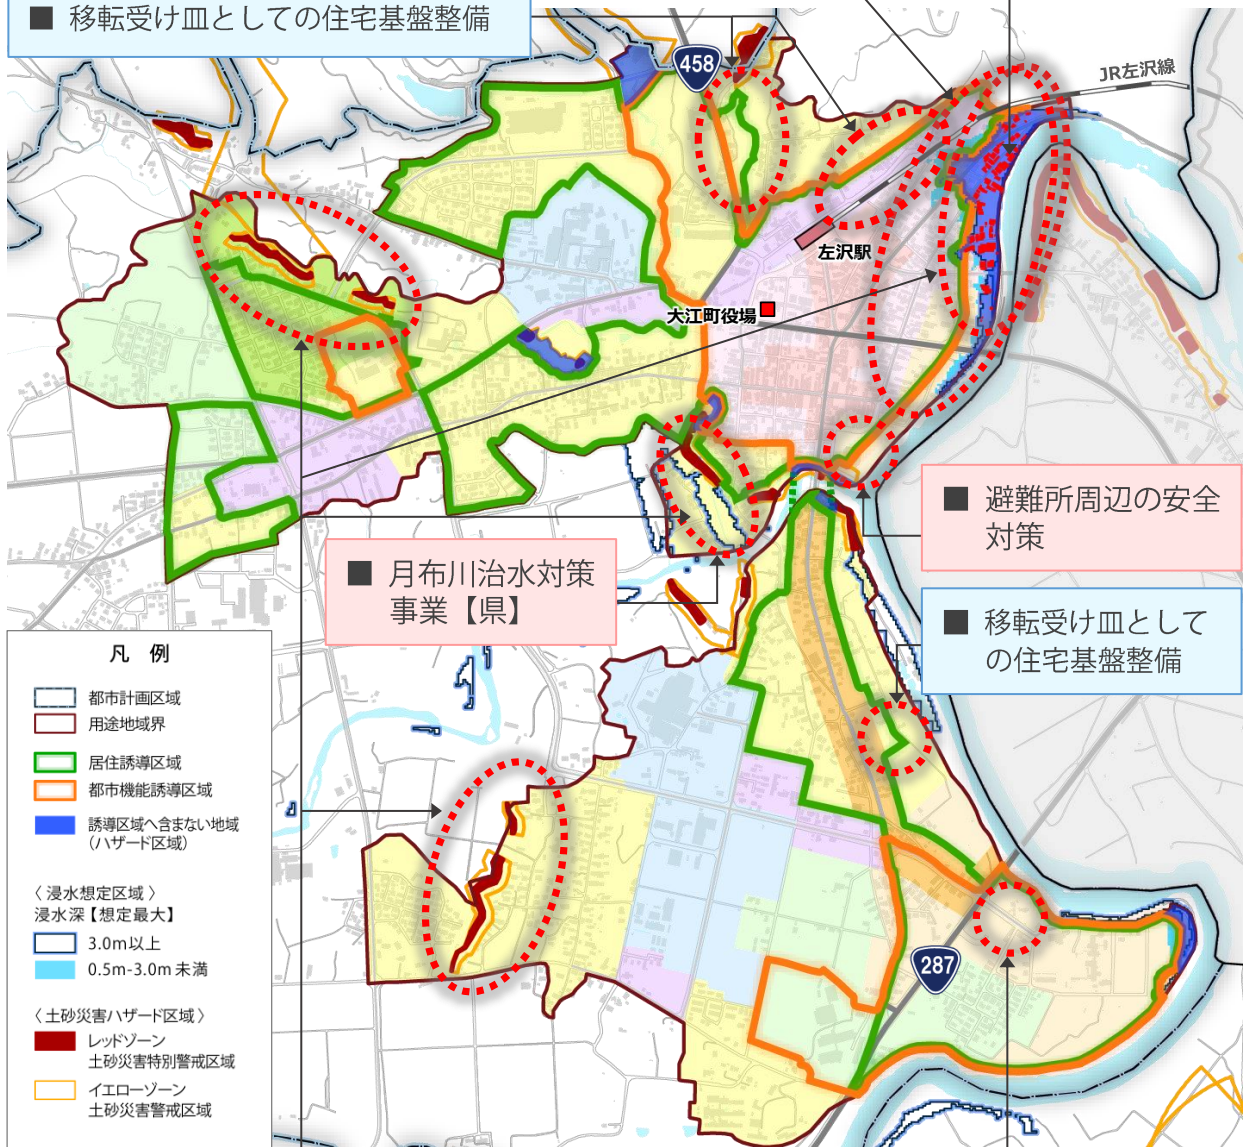 ■ 移転受け皿としての住宅基盤整備
458
JR左沢線
左沢駅
大江町役場
■ 避難所周辺の安全
対策
■ 月布川治水対策
事業【県】
■ 移転受け皿として
の住宅基盤整備
287
凡 例
都市計画区域
用途地域界
居住誘導区域
都市機能誘導区域
誘導区域へ含まない地域
（ハザード区域）
〈 浸水想定区域 〉
浸水深【想定最大】
3.0m以上
0.5m-3.0m 未満
〈 土砂災害ハザード区域 〉
レッドゾーン
土砂災害特別警戒区域
イエローゾーン
土砂災害警戒区域